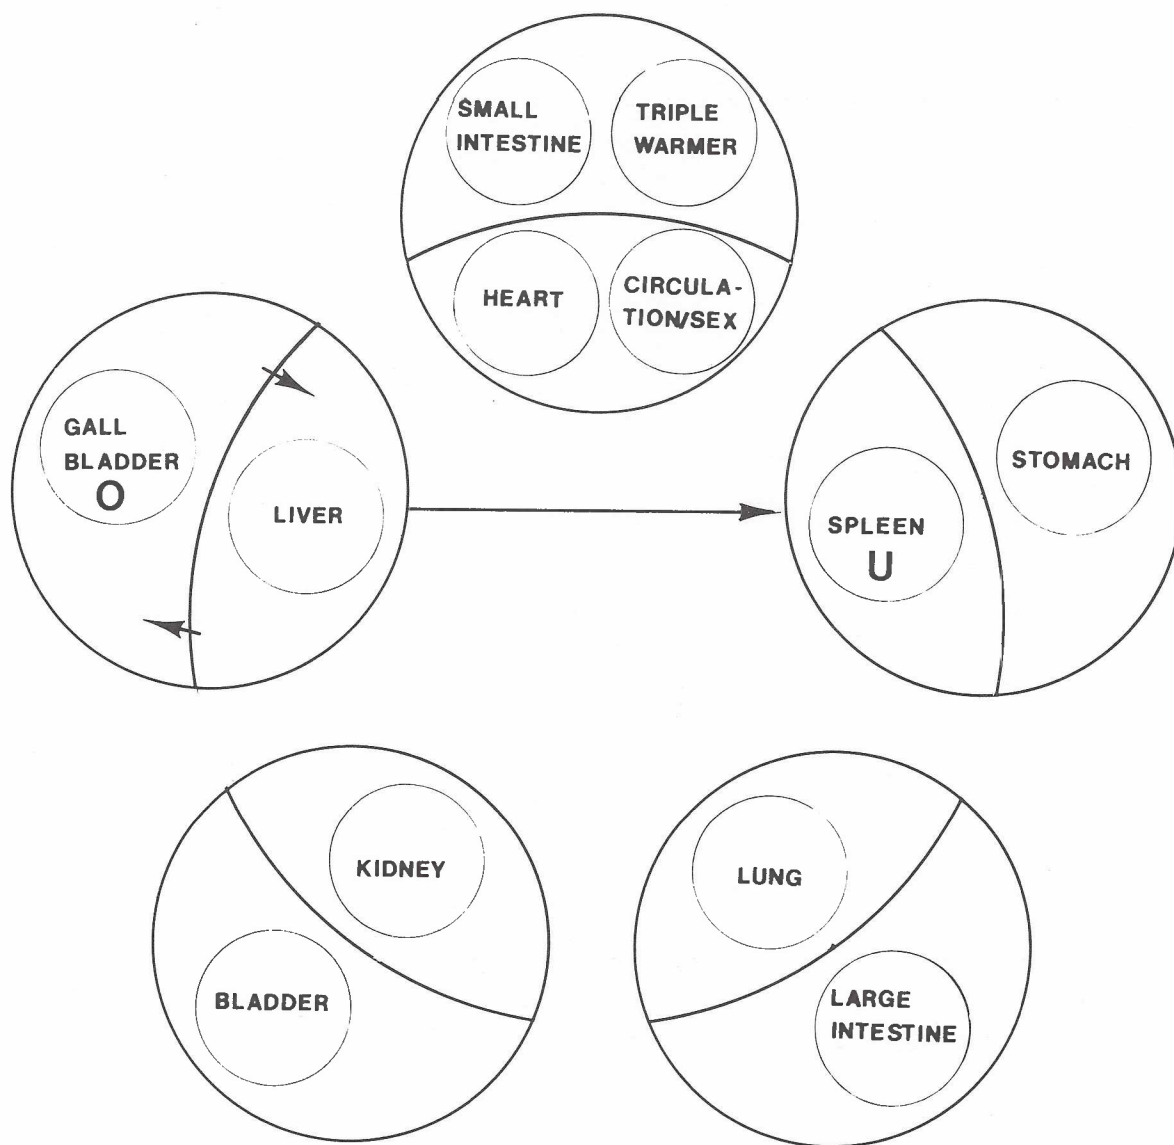 SMALL
INTESTINE
TRIPLE
WARMER
HEART
CIRCULA-
TION/SEX
GALL
BLADDER
O
LIVER
SPLEEN
U
STOMACH
KIDNEY
BLADDER
LUNG
LARGE
INTESTINE